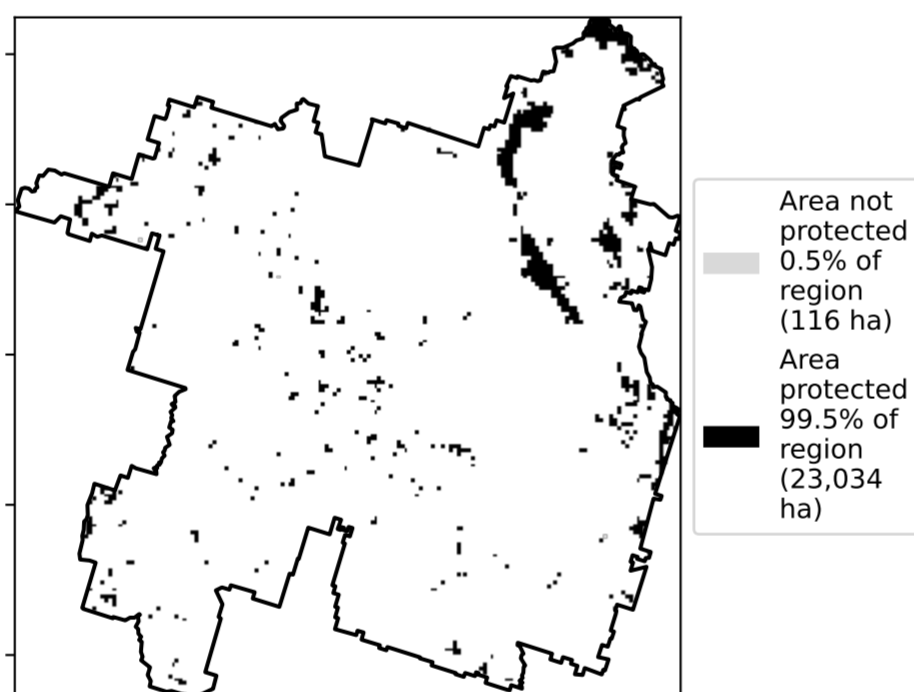 Area not
protected
0.5% of
region
(116 ha)
Area
protected
99.5% of
region
(23,034
ha)